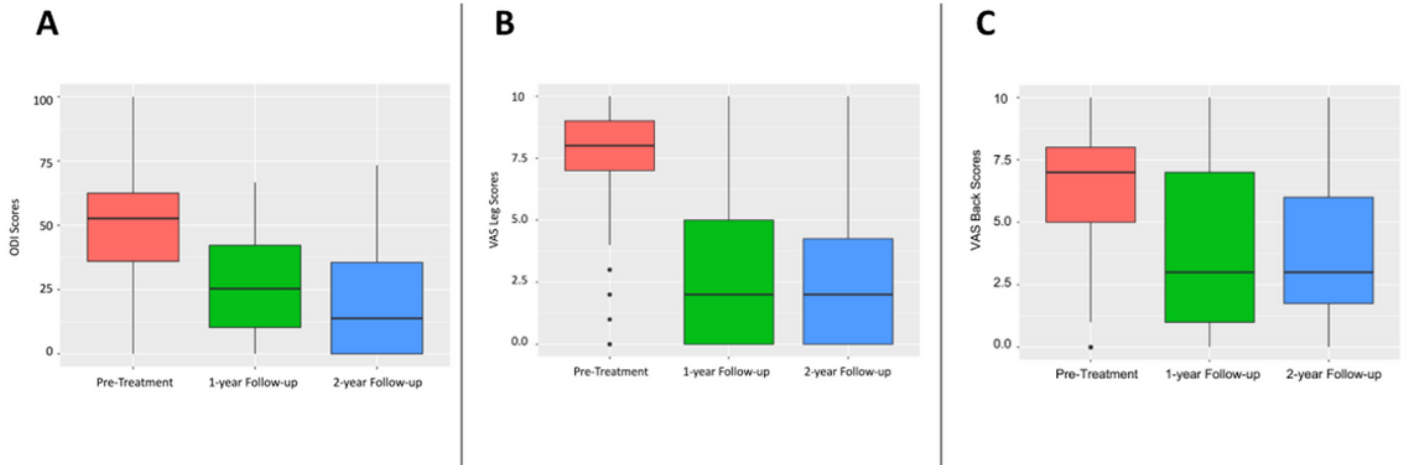 A
ODI Scores
100
75
50
25
0
Pre-Treatment
1-year Follow-up
2-year Follow-up
B
VAS Leg Scores
10
7.5
5.0
2.5
0.0
Pre-Treatment
1-year Follow-up
2-year Follow-up
C
VAS Back Scores
10
7.5
5.0
2.5
0.0
Pre-Treatment
1-year Follow-up
2-year Follow-up